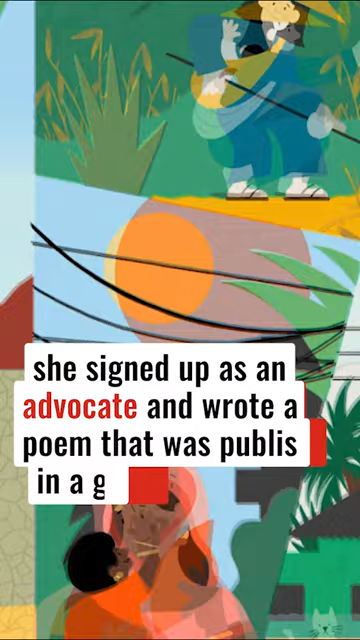 she signed up as an
advocate and wrote a
poem that was publis
in a g